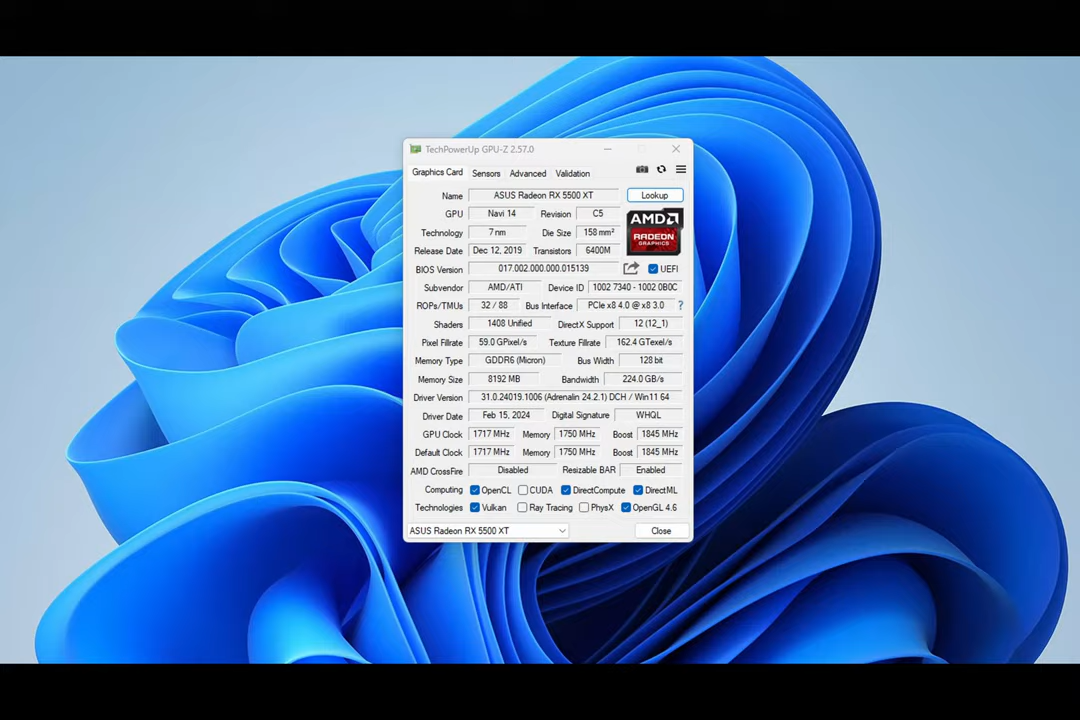 TechPowerUp GPU-Z 2.57.0
Graphics Card Sensors Advanced Validation
Name ASUS Radeon RX 5500 XT Lookup
GPU Navi 14 Revision C5
AMD
RADEON
GRAPHICS
Technology 7 nm Die Size 158 mm²
Release Date Dec 12, 2019 Transistors 6400M
BIOS Version 017.002.000.000.015139 UEFI
Subvendor AMD/ATI Device ID 1002 7340 - 1002 0B0C
ROPs/TMUs 32 / 88 Bus Interface PCIe x8 4.0 @ x8 3.0 ?
Shaders 1408 Unified DirectX Support 12 (12_1)
Pixel Fillrate 59.0 GPixel/s Texture Fillrate 162.4 GTexel/s
Memory Type GDDR6 (Micron) Bus Width 128 bit
Memory Size 8192 MB Bandwidth 224.0 GB/s
Driver Version 31.0.24019.1006 (Adrenalin 24.2.1) DCH / Win11 64
Driver Date Feb 15, 2024 Digital Signature WHQL
GPU Clock 1717 MHz Memory 1750 MHz Boost 1845 MHz
Default Clock 1717 MHz Memory 1750 MHz Boost 1845 MHz
AMD CrossFire Disabled Resizable BAR Enabled
Computing OpenCL CUDA DirectCompute DirectML
Technologies Vulkan Ray Tracing PhysX OpenGL 4.6
ASUS Radeon RX 5500 XT Close